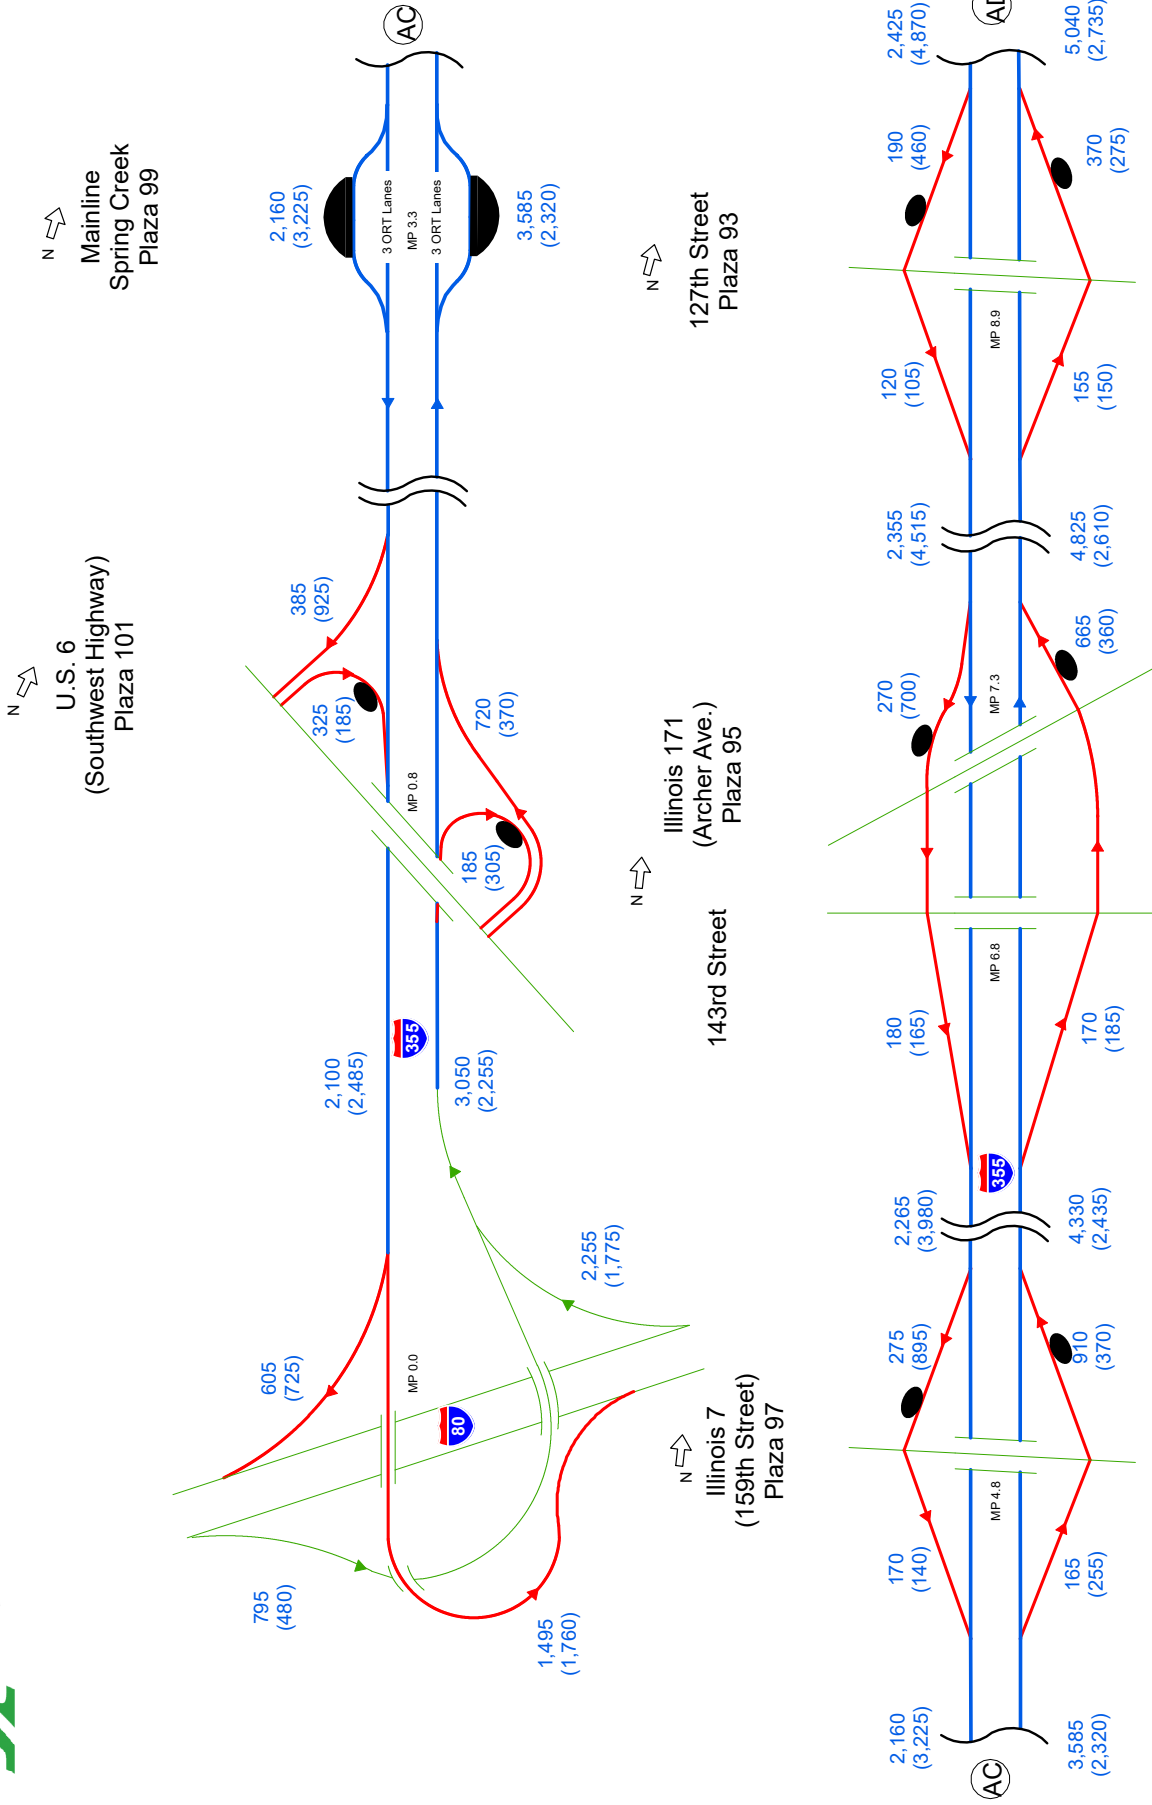 N
Mainline
Spring Creek
Plaza 99
N
U.S. 6
(Southwest Highway)
Plaza 101
AC
2,160
(3,225)
3 ORT Lanes
MP 3.3
3 ORT Lanes
3,585
(2,320)
385
(925)
325
(185)
MP 0.8
720
(370)
185
(305)
2,100
(2,485)
355
3,050
(2,255)
605
(725)
MP 0.0
80
2,255
(1,775)
795
(480)
1,495
(1,760)
N
127th Street
Plaza 93
N
Illinois 171
(Archer Ave.)
Plaza 95
143rd Street
N
Illinois 7
(159th Street)
Plaza 97
2,425
(4,870)
5,040
(2,735)
190
(460)
370
(275)
MP 8.9
120
(105)
155
(150)
2,355
(4,515)
4,825
(2,610)
270
(700)
MP 7.3
665
(360)
MP 6.8
180
(165)
170
(185)
355
2,265
(3,980)
4,330
(2,435)
275
(895)
910
(370)
MP 4.8
170
(140)
165
(255)
2,160
(3,225)
3,585
(2,320)
AC